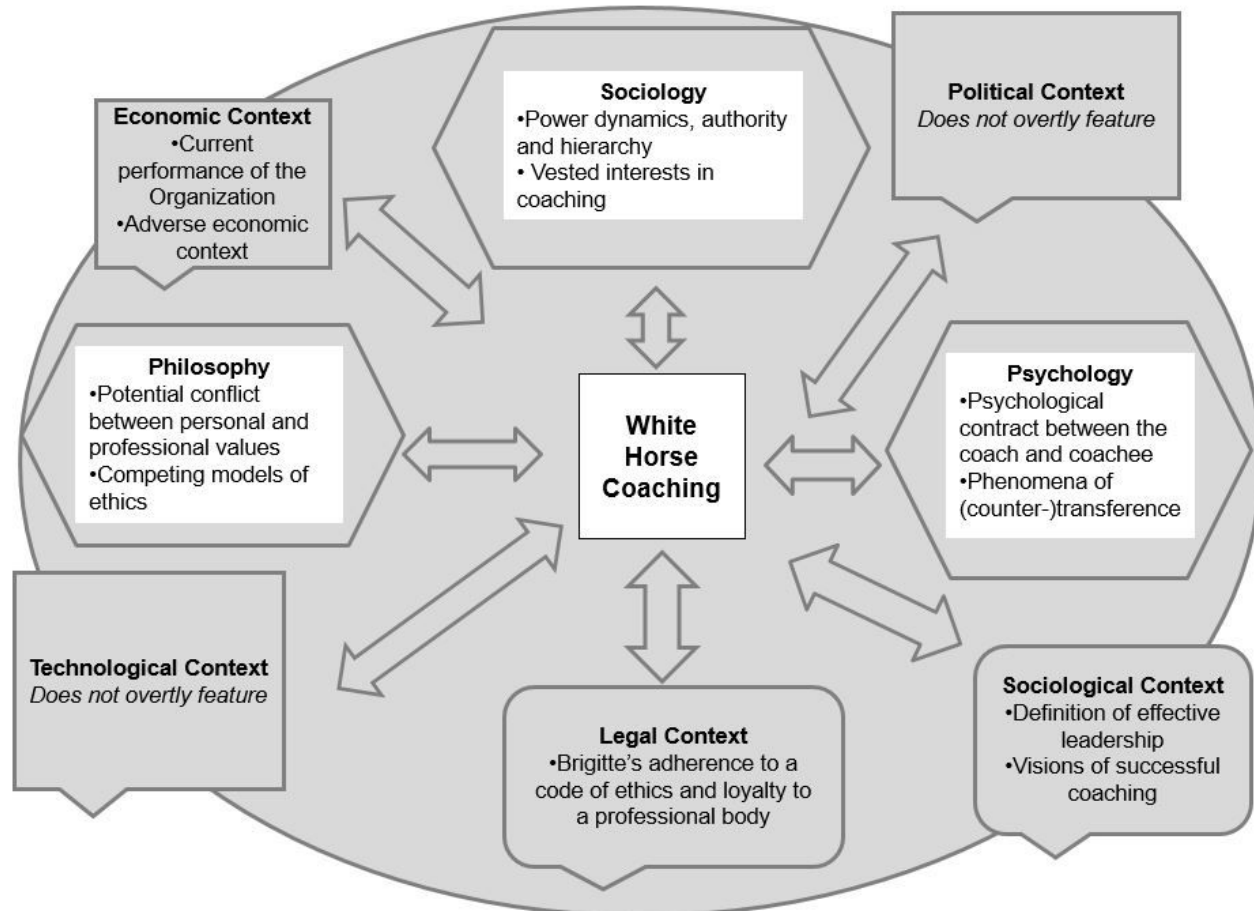 Sociology
•Power dynamics, authority
and hierarchy
• Vested interests in
coaching
Political Context
Does not overtly feature
Economic Context
•Current
performance of the
Organization
•Adverse economic
context
Philosophy
•Potential conflict
between personal and
professional values
•Competing models of
ethics
White
Horse
Coaching
Psychology
•Psychological
contract between the
coach and coachee
•Phenomena of
(counter-)transference
Technological Context
Does not overtly feature
Legal Context
•Brigitte’s adherence to a
code of ethics and loyalty to
a professional body
Sociological Context
•Definition of effective
leadership
•Visions of successful
coaching